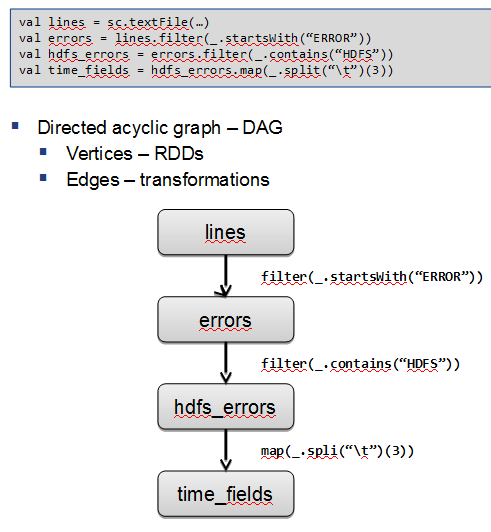 val lines = sc.textFile(…)
val errors = lines.filter(_.startsWith(“ERROR”))
val hdfs_errors = errors.filter(_.contains(“HDFS”))
val time_fields = hdfs_errors.map(_.split(“\t”)(3))
Directed acyclic graph – DAG
Vertices – RDDs
Edges – transformations
lines
filter(_.startsWith(“ERROR”))
errors
filter(_.contains(“HDFS”))
hdfs_errors
map(_.spli(“\t”)(3))
time_fields